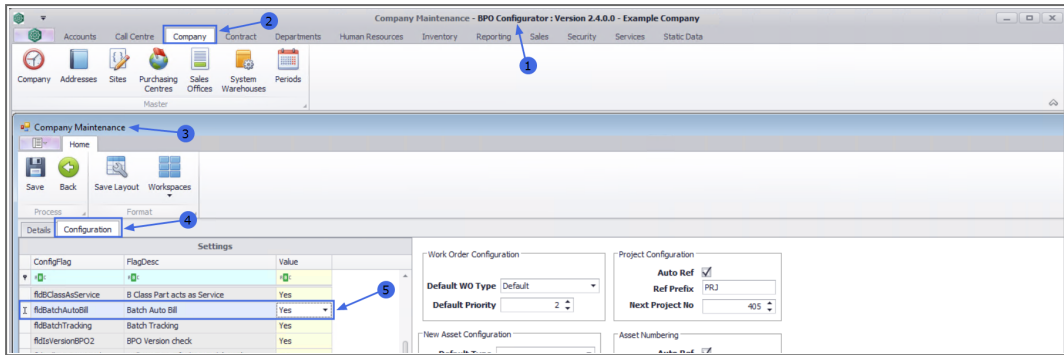 Company Maintenance - BPO Configurator : Version 2.4.0.0 - Example Company
2
Accounts Call Centre Company Contract Departments Human Resources Inventory Reporting Sales Security Services Static Data
1
Company Addresses Sites Purchasing Centres Sales Offices System Warehouses Periods
Master
Company Maintenance
3
Home
Save Back Save Layout Workspaces
Process Format
4
Details Configuration
Settings
ConfigFlag FlagDesc Value
fldBClassAsService B Class Part acts as Service Yes
5
fldBatchAutoBill Batch Auto Bill Yes
fldBatchTracking Batch Tracking Yes
fldIsVersionBPO2 BPO Version check Yes
Work Order Configuration
Default WO Type Default
Default Priority 2
New Asset Configuration
Default Type
Project Configuration
Auto Ref
Ref Prefix PRJ
Next Project No 405
Asset Numbering
Auto Ref